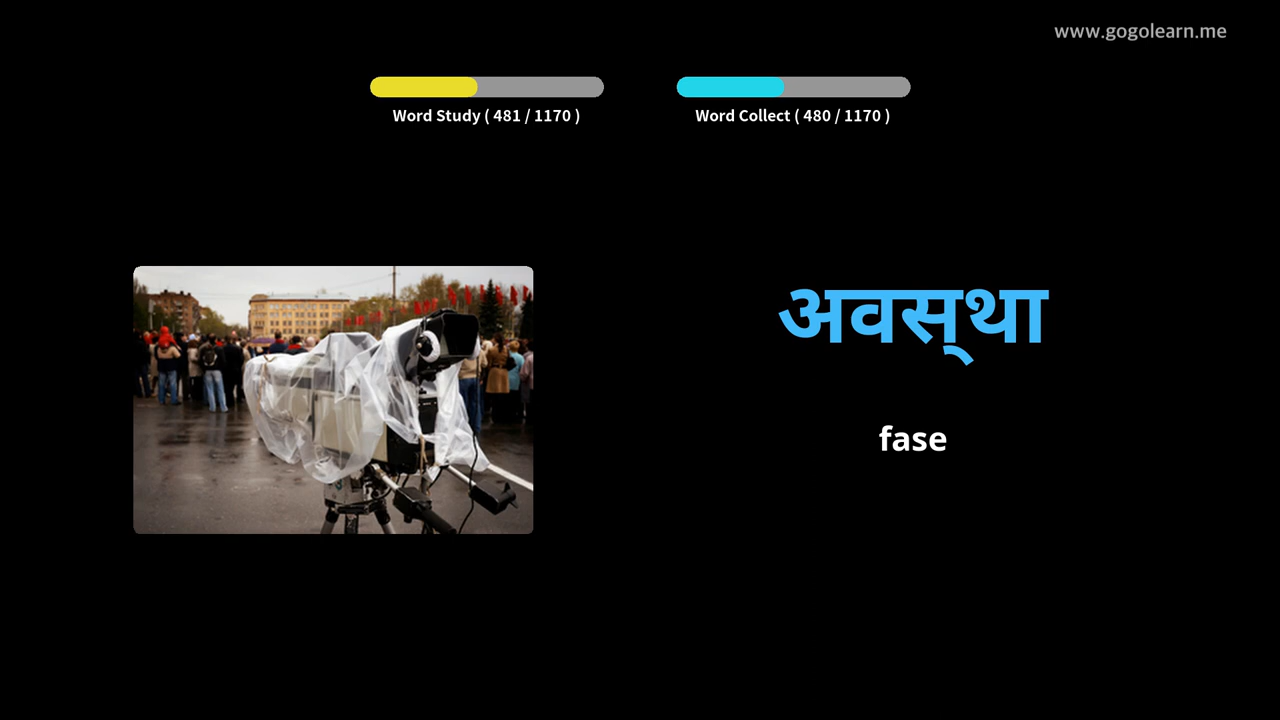 www.gogolearn.me
Word Study ( 481 / 1170 )
Word Collect ( 480 / 1170 )
अवस्था
fase